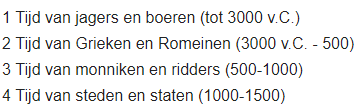 1 Tijd van jagers en boeren (tot 3000 v.C.)
2 Tijd van Grieken en Romeinen (3000 v.C. - 500)
3 Tijd van monniken en ridders (500-1000)
4 Tijd van steden en staten (1000-1500)